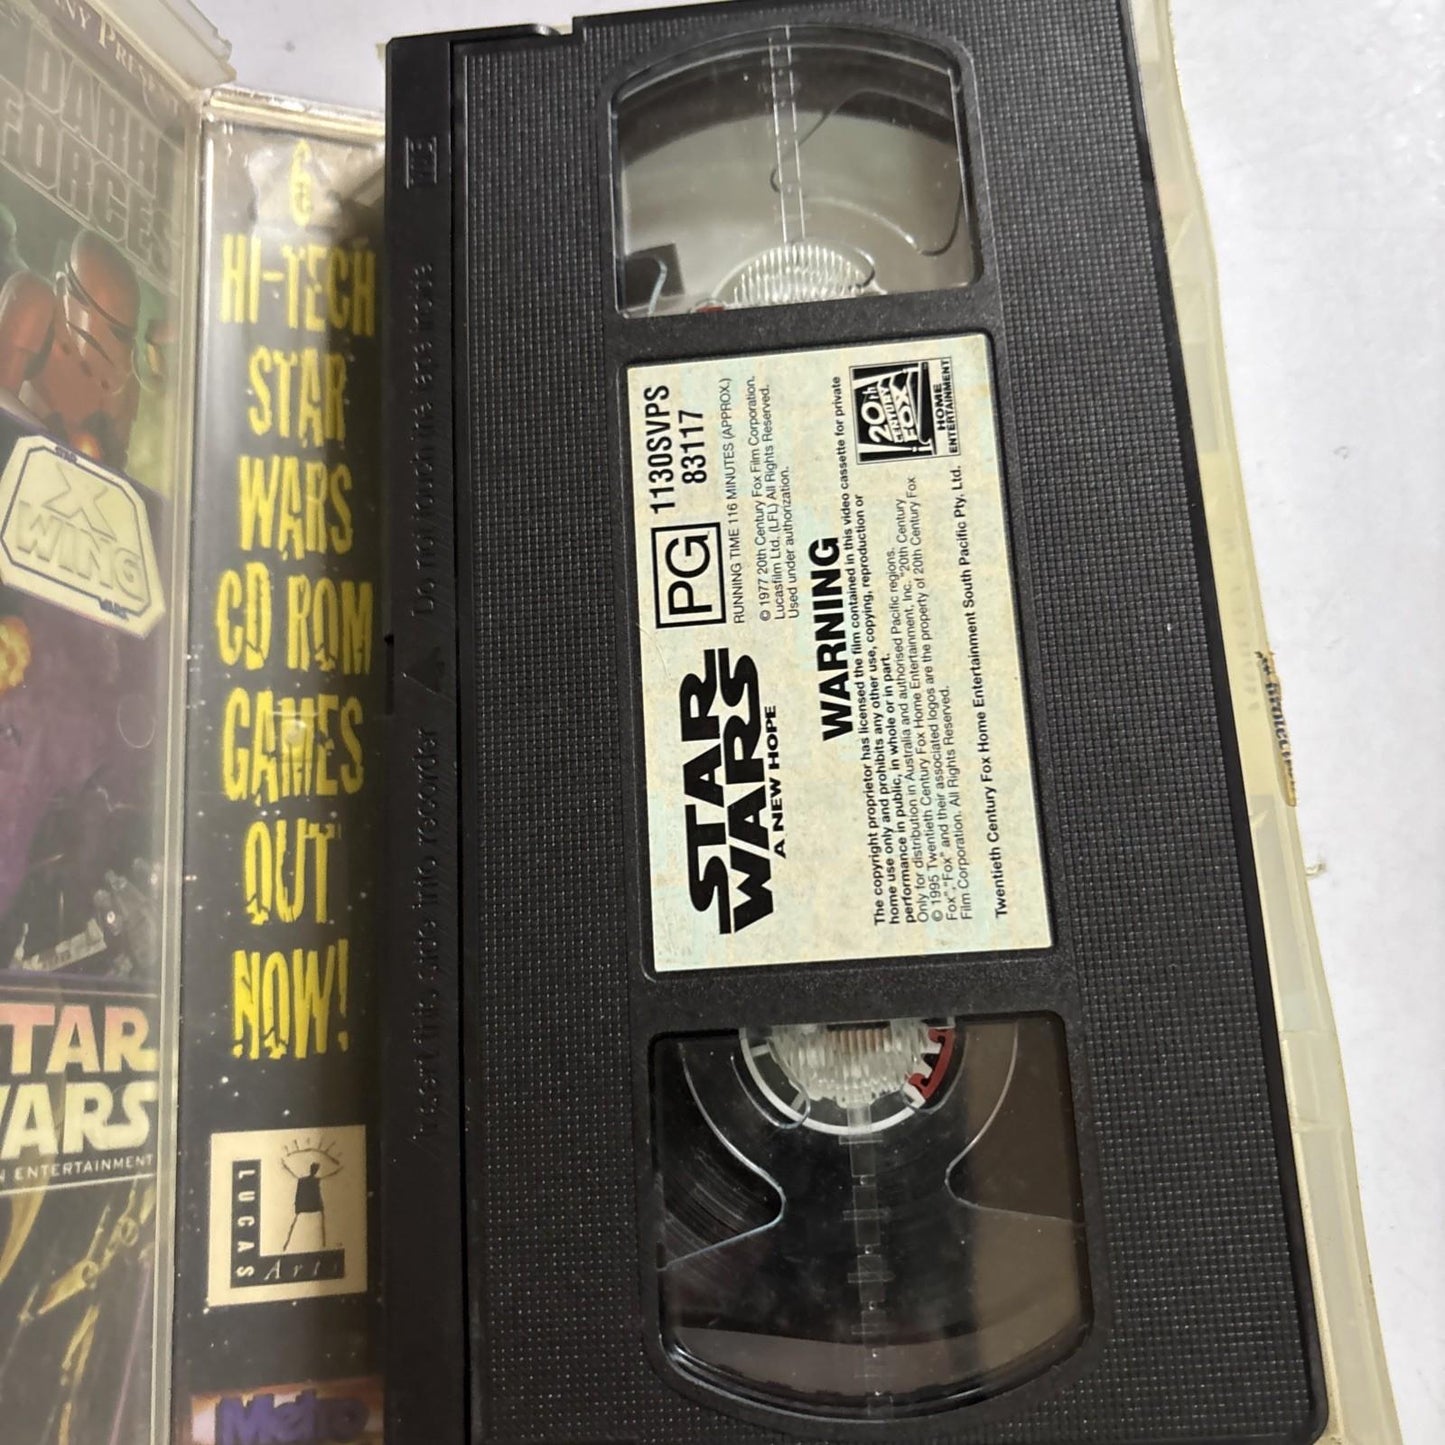 NY PRES
DARK
FORCES
STAR
X
WING
WARS
STAR
WARS
N ENTERTAINMENT
6
HI-TECH
STAR
WARS
CD ROM
GAMES
OUT
NOW!
LUCAS
Arts
Metro
Insert this side into recorder
Do not touch the tape inside
STAR
WARS
A NEW HOPE
PG
1130SVPS
83117
RUNNING TIME 116 MINUTES (APPROX.)
© 1977 20th Century Fox Film Corporation.
Lucasfilm Ltd. (LFL) All Rights Reserved.
Used under authorization.
WARNING
The copyright proprietor has licensed the film contained in this video cassette for private
home use only and prohibits any other use, copying, reproduction or
performance in public, in whole or in part.
Only for distribution in Australia and authorised Pacific regions.
© 1995 Twentieth Century Fox Home Entertainment, Inc. "20th Century
Fox", "Fox" and their associated logos are the property of 20th Century Fox
Film Corporation. All Rights Reserved.
Twentieth Century Fox Home Entertainment South Pacific Pty. Ltd.
20th
CENTURY
FOX
HOME
ENTERTAINMENT